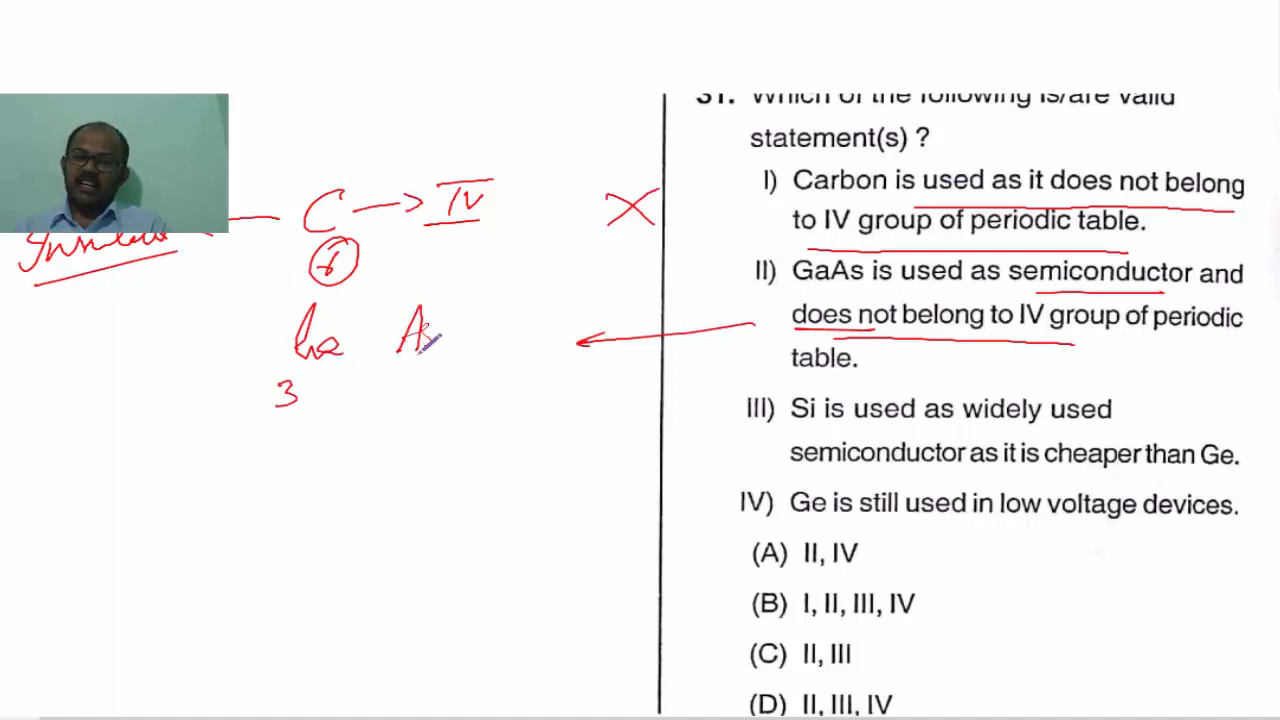 31. Which of the following is/are valid
statement(s) ?
I) Carbon is used as it does not belong
to IV group of periodic table.
II) GaAs is used as semiconductor and
does not belong to IV group of periodic
table.
III) Si is used as widely used
semiconductor as it is cheaper than Ge.
IV) Ge is still used in low voltage devices.
(A) II, IV
(B) I, II, III, IV
(C) II, III
(D) II, III, IV
C → IV X
As
3